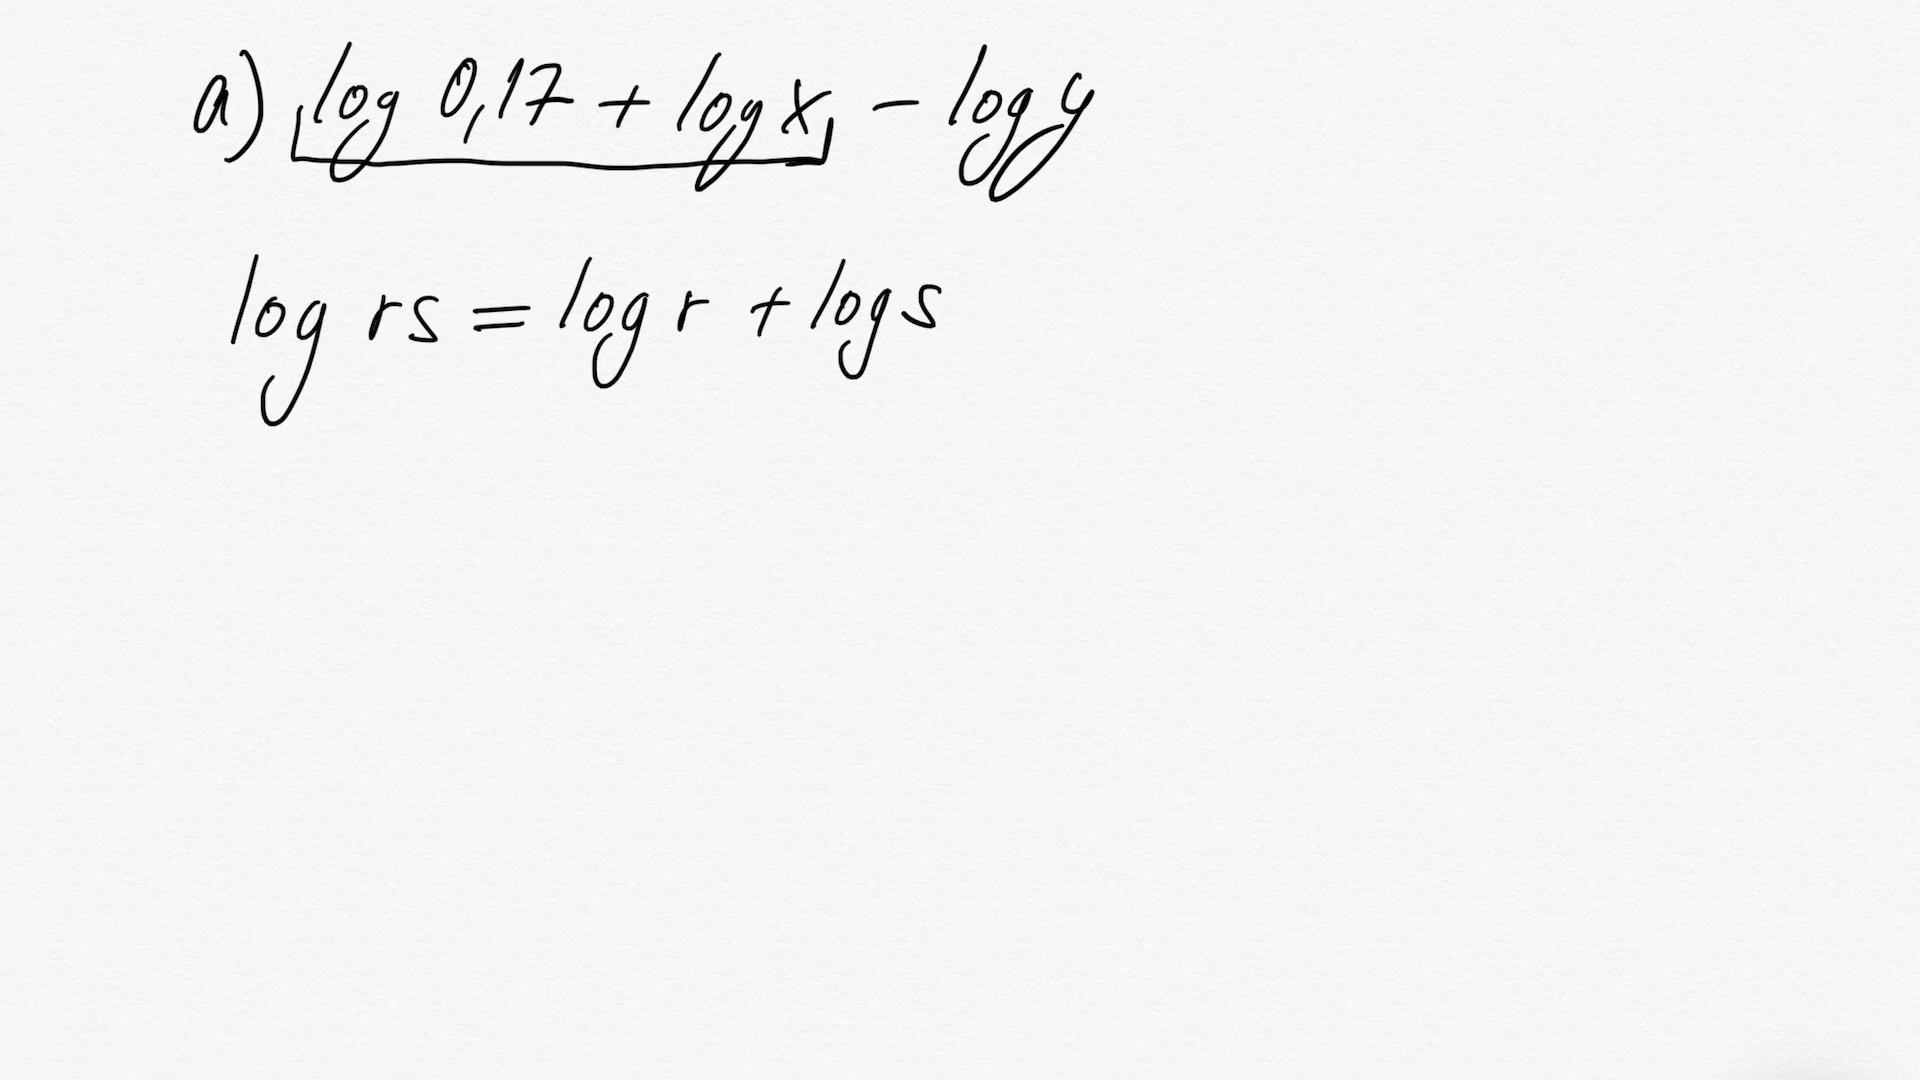 a) log 0,17 + log x - log y
log rs = log r + log s